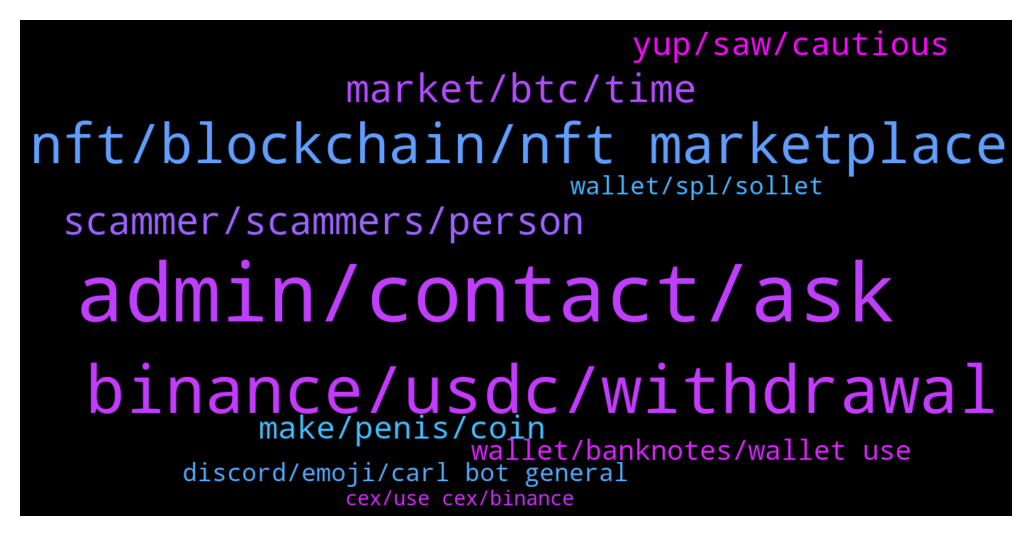 yup/saw/cautious
market/btc/time
nft/blockchain/nft marketplace
wallet/spl/sollet
scammer/scammers/person
admin/contact/ask
binance/usdc/withdrawal
make/penis/coin
wallet/banknotes/wallet use
discord/emoji/carl bot general
cex/use cex/binance